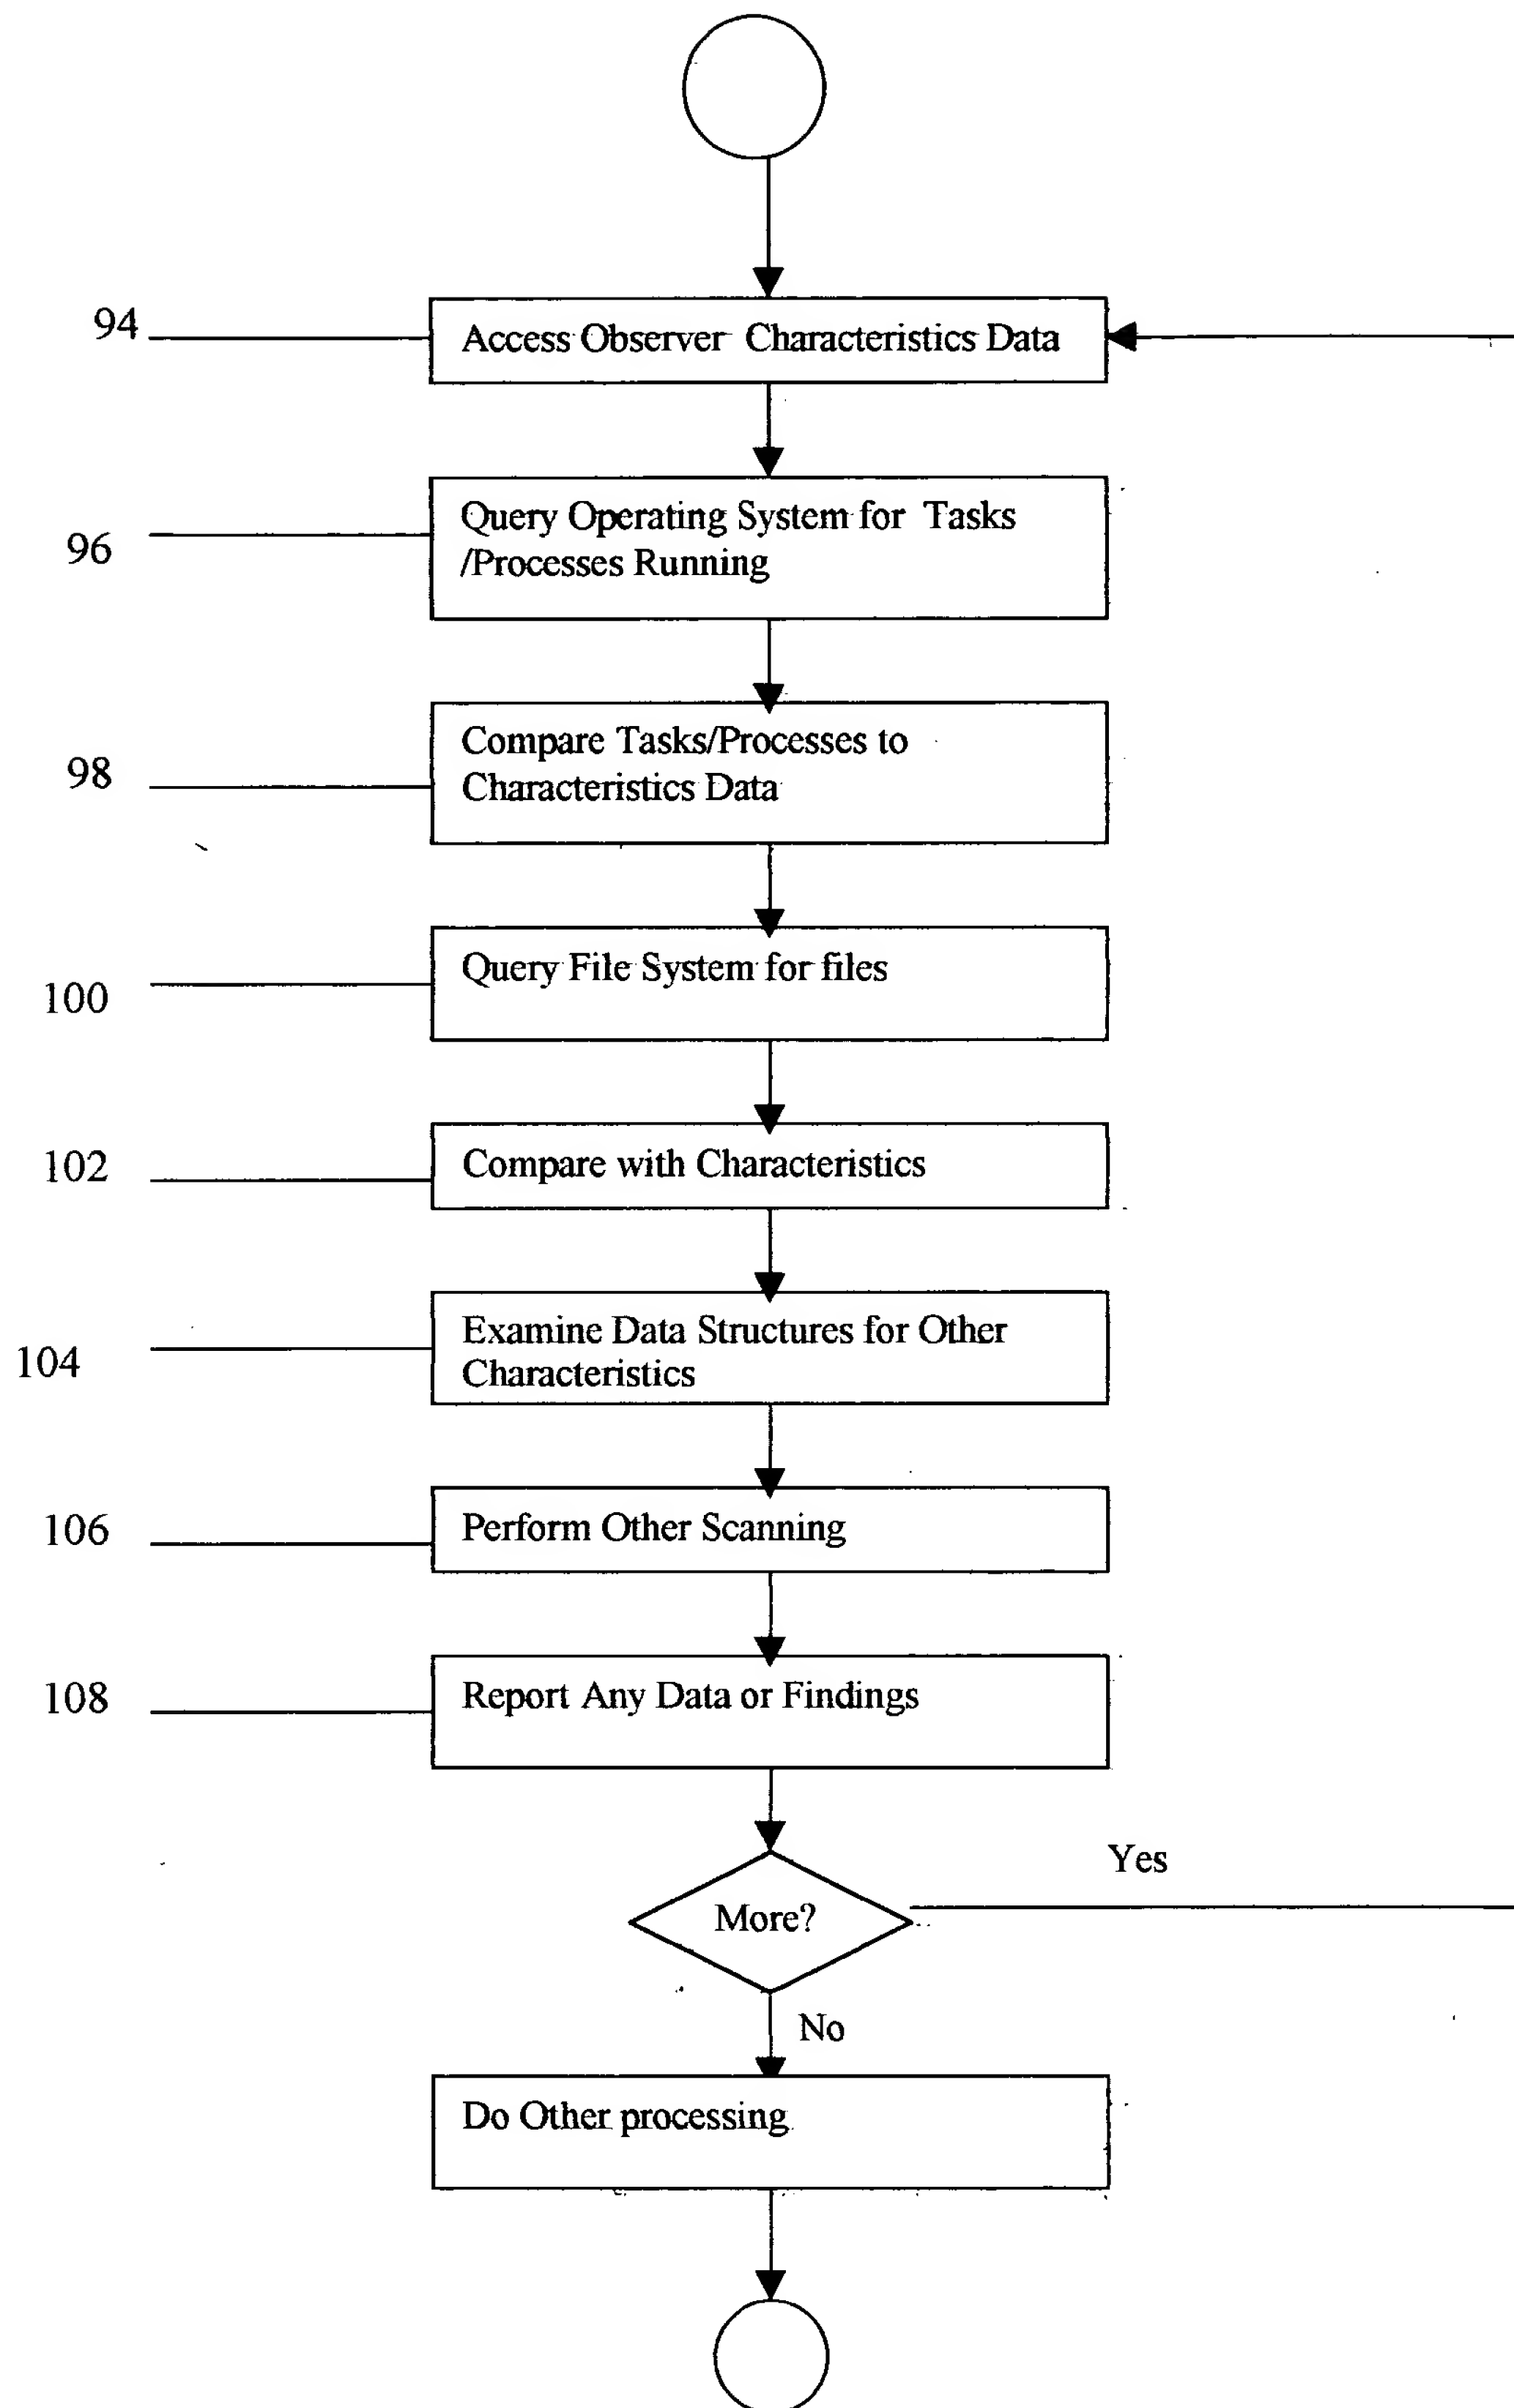 94
Access Observer Characteristics Data
96
Query Operating System for Tasks
/Processes Running
98
Compare Tasks/Processes to
Characteristics Data
100
Query File System for files
102
Compare with Characteristics
104
Examine Data Structures for Other
Characteristics
106
Perform Other Scanning
108
Report Any Data or Findings
More?
Yes
No
Do Other processing